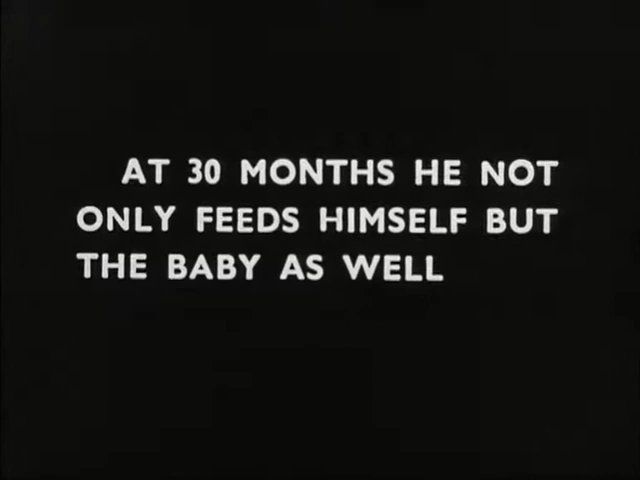 AT 30 MONTHS HE NOT
ONLY FEEDS HIMSELF BUT
THE BABY AS WELL